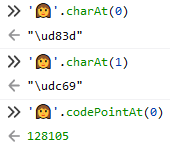 >> '👩'.charAt(0)
← "\ud83d"
>> '👩'.charAt(1)
← "\udc69"
>> '👩'.codePointAt(0)
← 128105